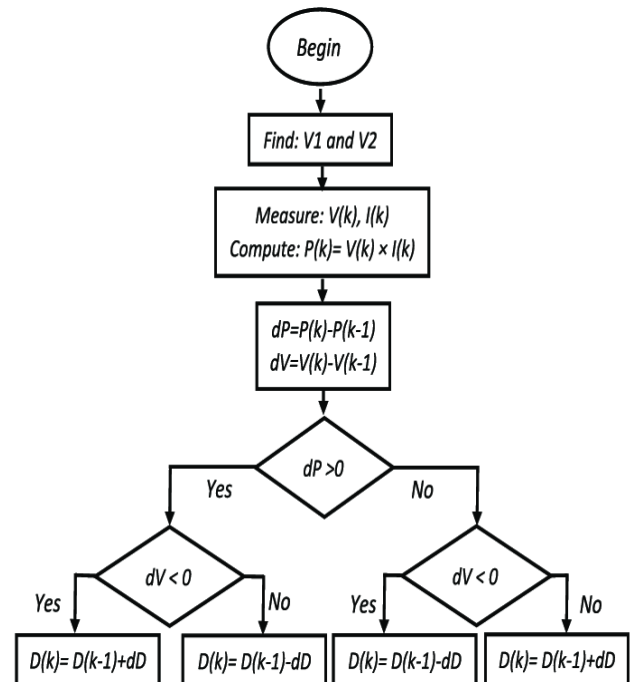 Begin
Find: V1 and V2
Measure: V(k), I(k)
Compute: P(k)= V(k) × I(k)
dP=P(k)-P(k-1)
dV=V(k)-V(k-1)
dP >0
Yes
No
dV < 0
dV < 0
Yes
No
Yes
No
D(k)= D(k-1)+dD
D(k)= D(k-1)-dD
D(k)= D(k-1)-dD
D(k)= D(k-1)+dD